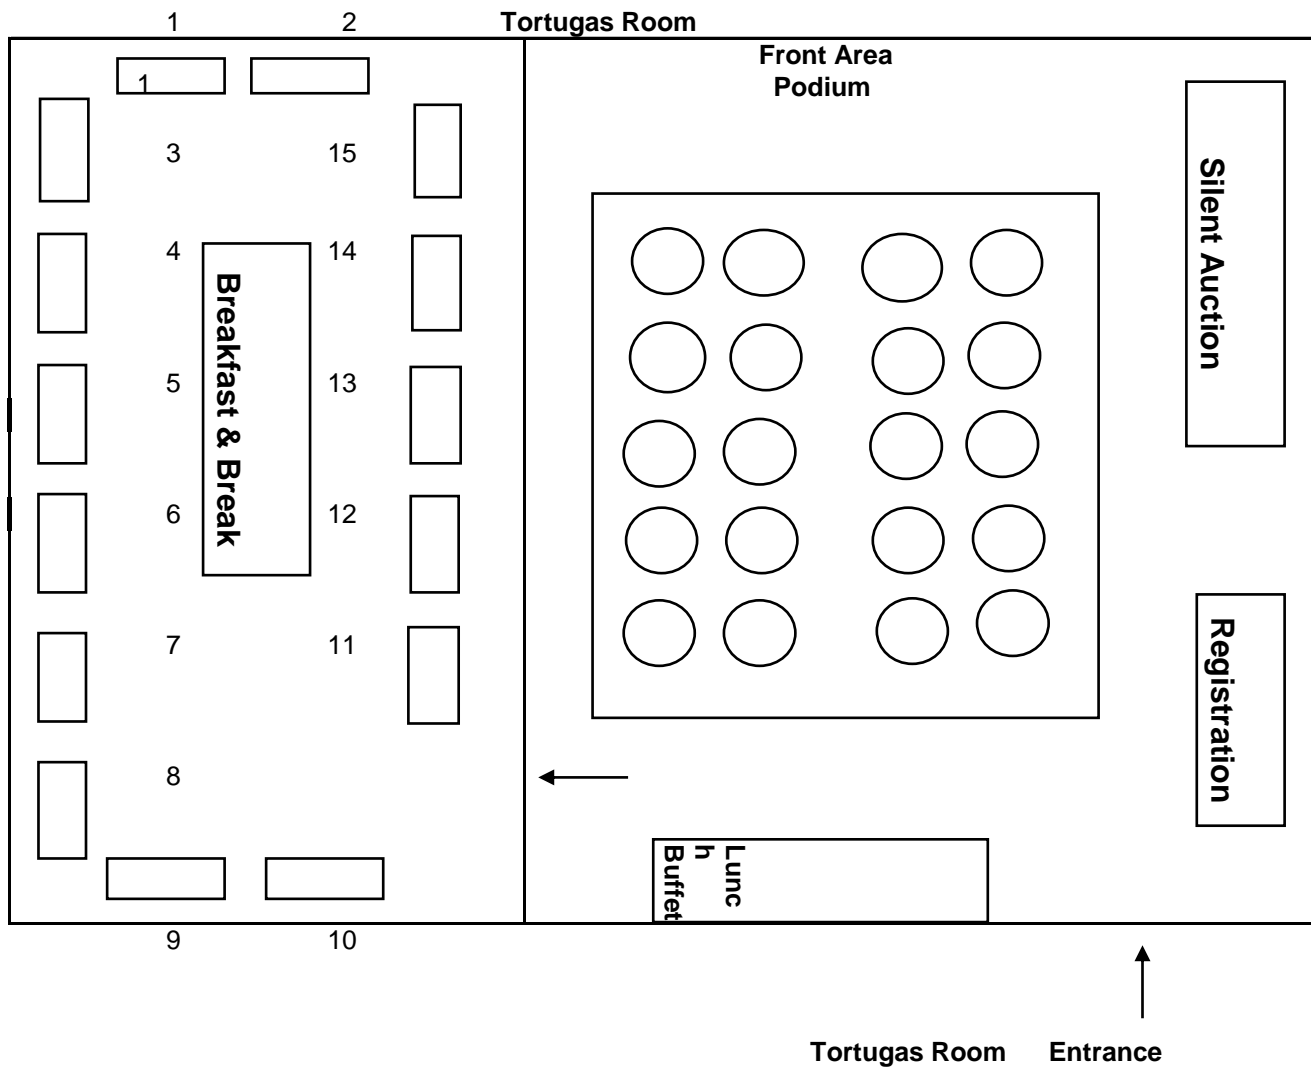 1 2 Tortugas Room
Front Area
Podium
1
3 15
4 14
5 13
6 12
7 11
8
9 10
Breakfast & Break
Silent Auction
Registration
Lunc
h
Buffet
Tortugas Room Entrance